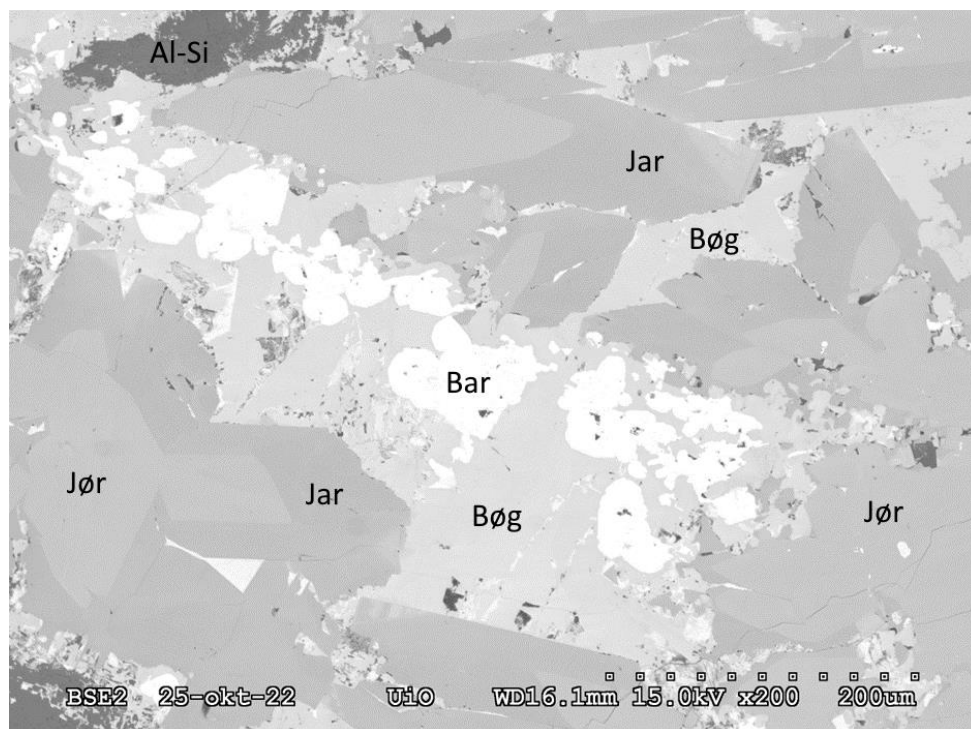 Al-Si
Jar
Bøg
Bar
Jør
Jar
Bøg
Jør
BSE2 25-okt-22 UiO WD16.1mm 15.0kV x200 200um